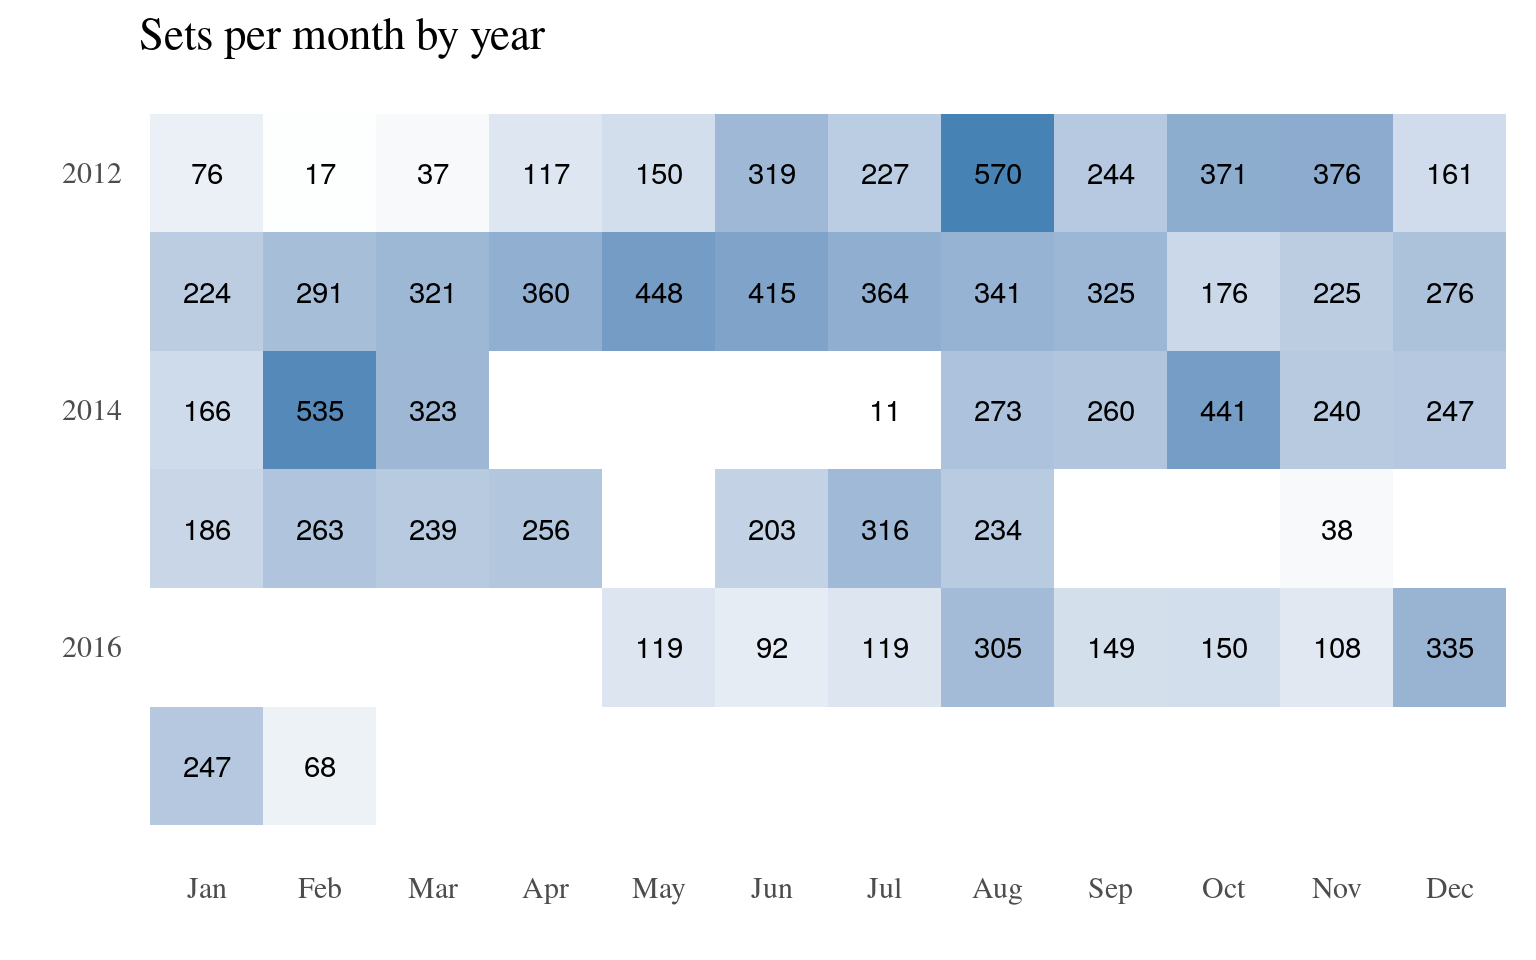 Sets per month by year
2012 76 17 37 117 150 319 227 570 244 371 376 161
224 291 321 360 448 415 364 341 325 176 225 276
2014 166 535 323 11 273 260 441 240 247
186 263 239 256 203 316 234 38
2016 119 92 119 305 149 150 108 335
247 68
Jan Feb Mar Apr May Jun Jul Aug Sep Oct Nov Dec